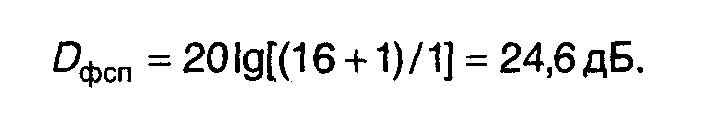 Dфсп = 20lg[(16 + 1)/1] = 24,6 дБ.